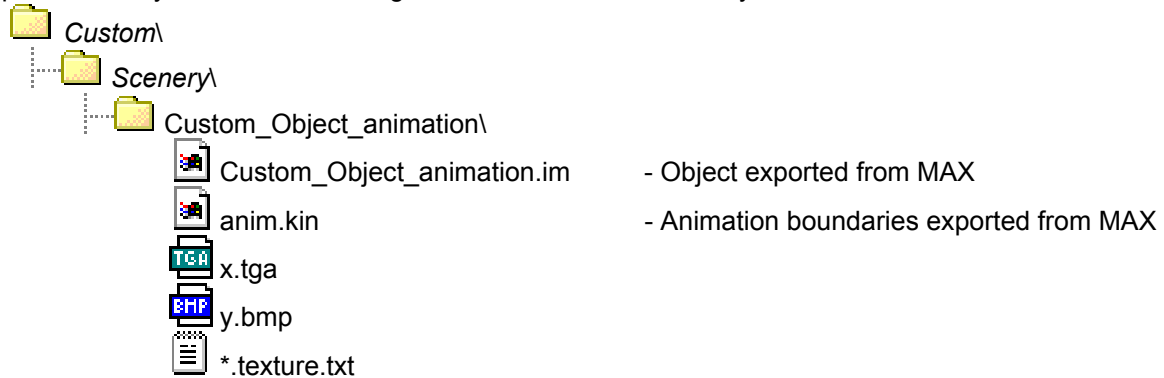 Custom\
Scenery\
Custom_Object_animation\
Custom_Object_animation.im - Object exported from MAX
anim.kin - Animation boundaries exported from MAX
TGA x.tga
BMP y.bmp
*.texture.txt